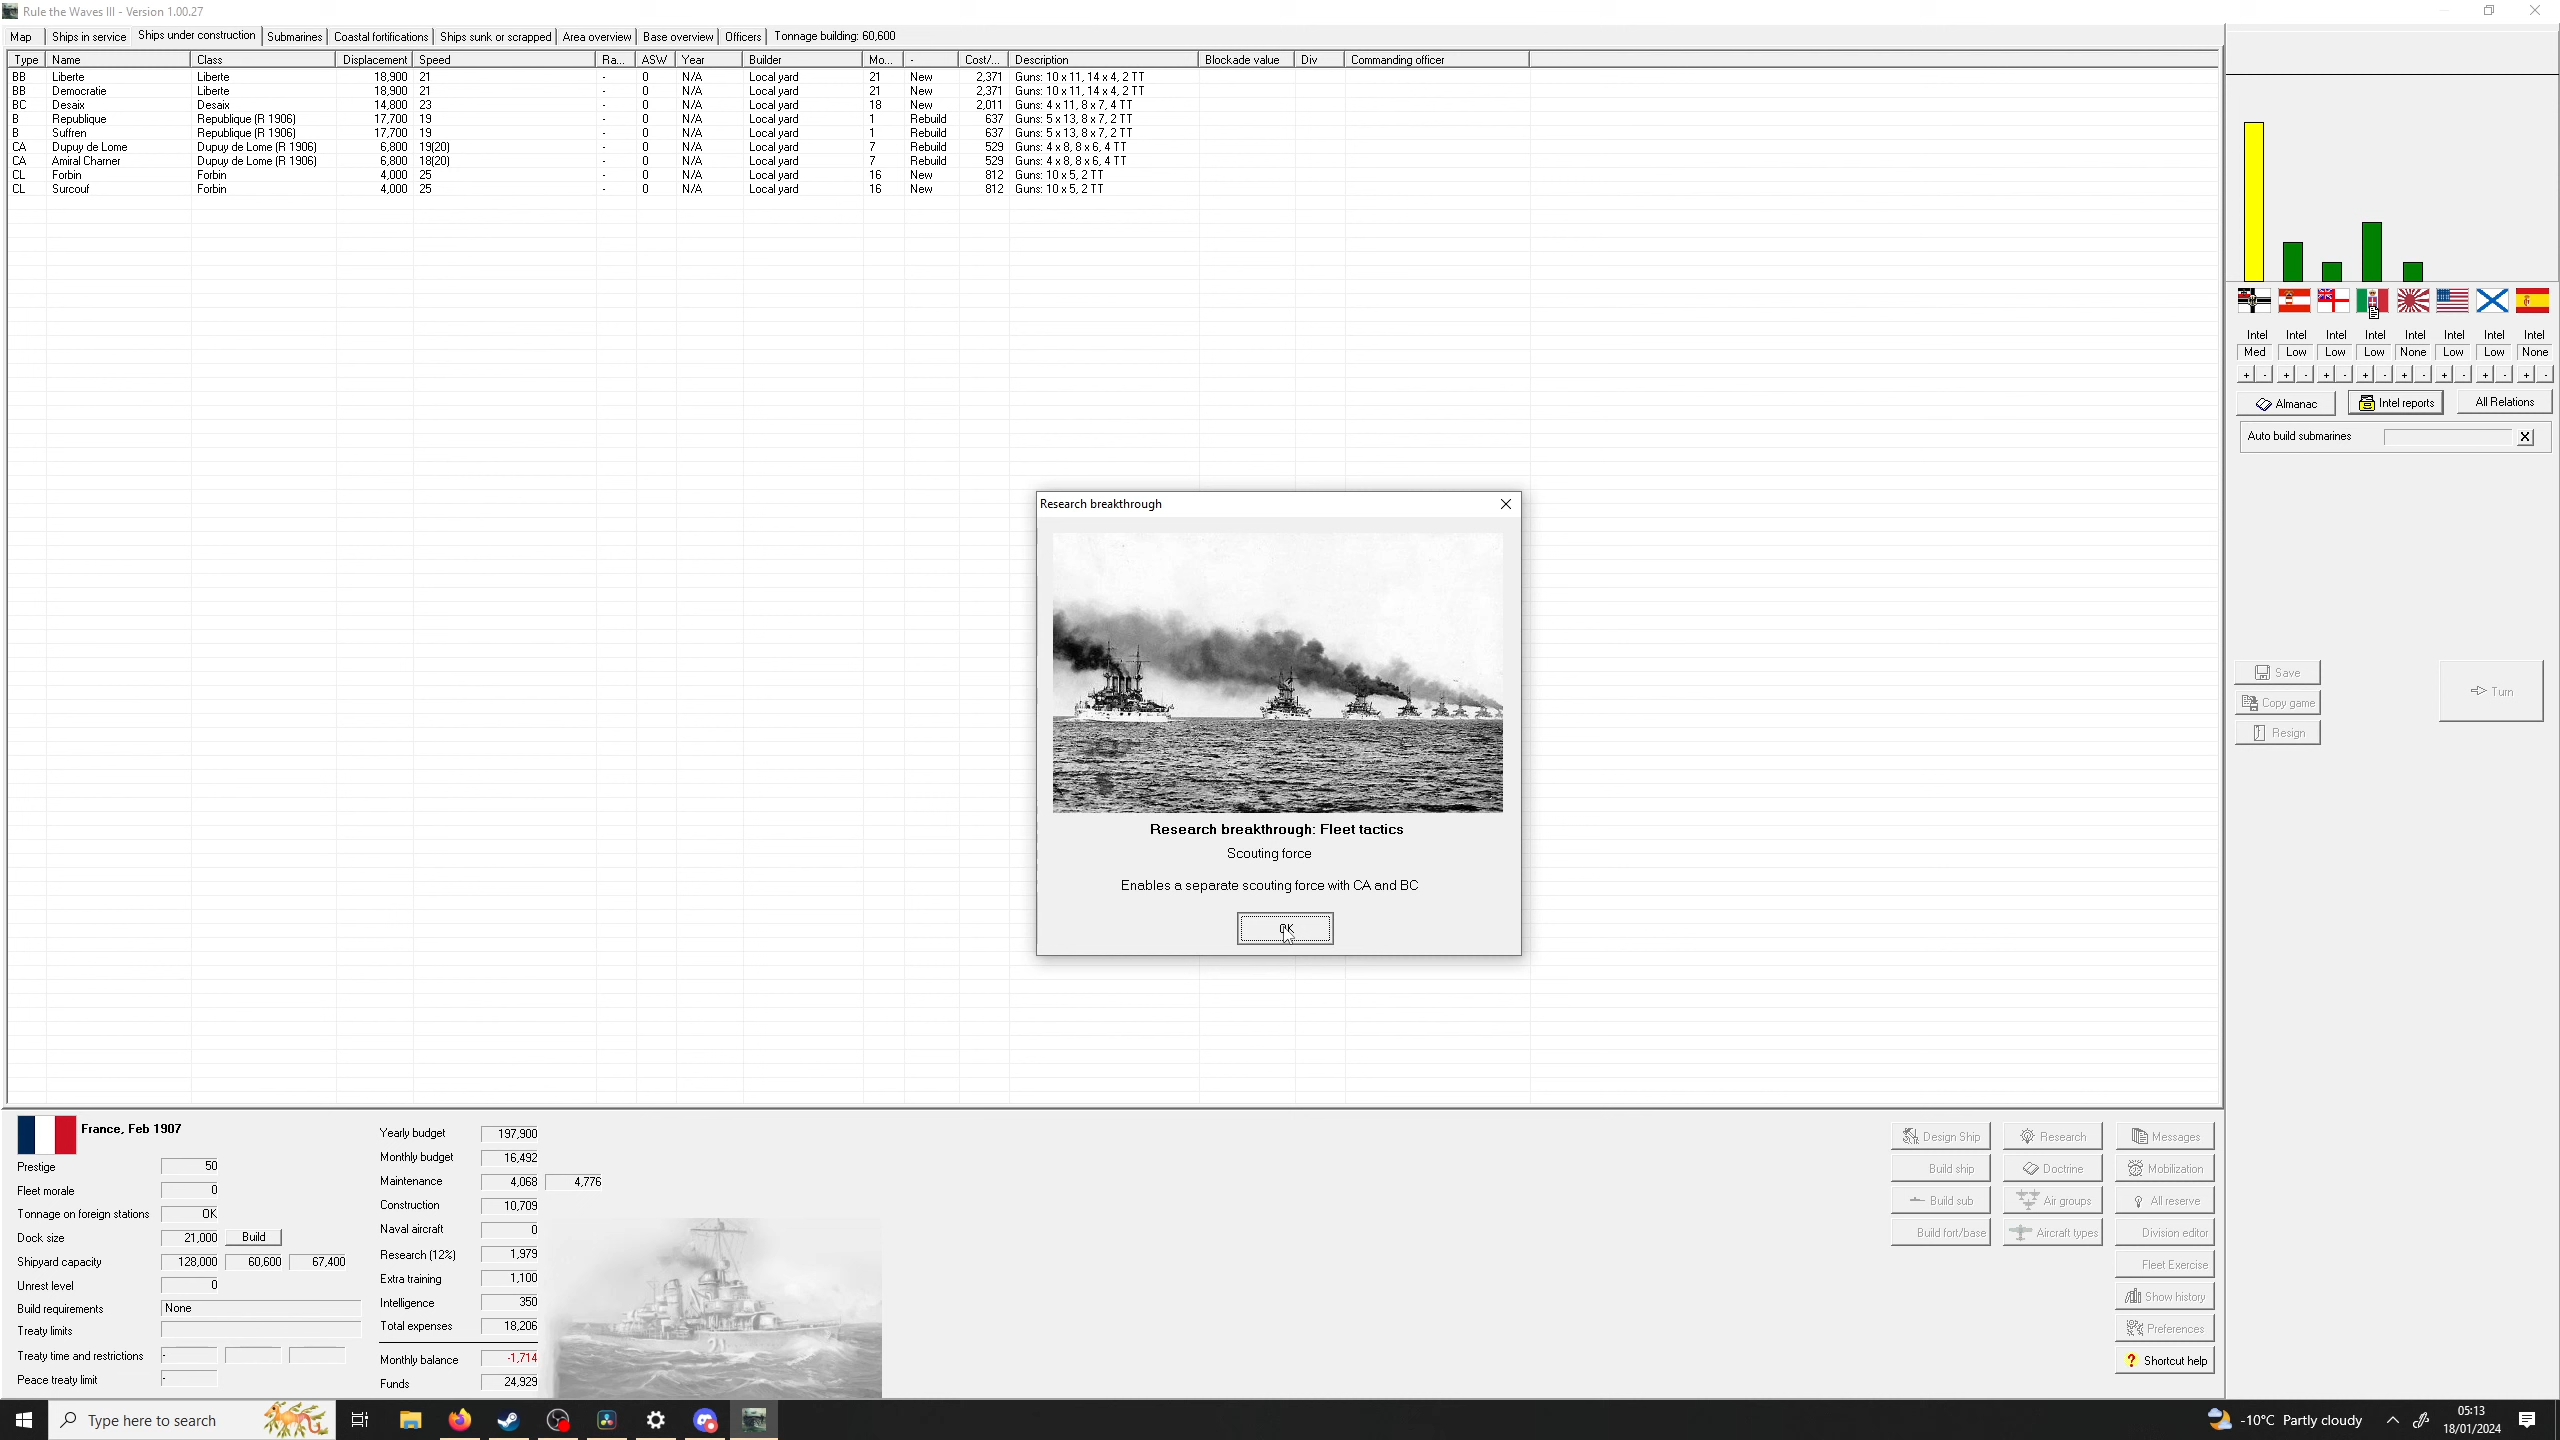 Rule the Waves III - Version 1.00.27
Map Ships in service Ships under construction Submarines Coastal fortifications Ships sunk or scrapped Area overview Base overview Officers Tonnage building: 60,600
Type Name Class Displacement Speed Ra... ASW Year Builder Mo... - Cost/... Description Blockade value Div Commanding officer
BB Liberte Liberte 18,900 21 - 0 N/A Local yard 21 New 2,371 Guns: 10 x 11, 14 x 4, 2 TT
BB Democratie Liberte 18,900 21 - 0 N/A Local yard 21 New 2,371 Guns: 10 x 11, 14 x 4, 2 TT
BC Desaix Desaix 14,800 23 - 0 N/A Local yard 18 New 2,011 Guns: 4 x 11, 8 x 7, 4 TT
B Republique Republique (R 1906) 17,700 19 - 0 N/A Local yard 1 Rebuild 637 Guns: 5 x 13, 8 x 7, 2 TT
B Suffren Republique (R 1906) 17,700 19 - 0 N/A Local yard 1 Rebuild 637 Guns: 5 x 13, 8 x 7, 2 TT
CA Dupuy de Lome Dupuy de Lome (R 1906) 6,800 19(20) - 0 N/A Local yard 7 Rebuild 529 Guns: 4 x 8, 8 x 6, 4 TT
CA Amiral Charner Dupuy de Lome (R 1906) 6,800 18(20) - 0 N/A Local yard 7 Rebuild 529 Guns: 4 x 8, 8 x 6, 4 TT
CL Forbin Forbin 4,000 25 - 0 N/A Local yard 16 New 812 Guns: 10 x 5, 2 TT
CL Surcouf Forbin 4,000 25 - 0 N/A Local yard 16 New 812 Guns: 10 x 5, 2 TT
Intel Intel Intel Intel Intel Intel Intel Intel
Med Low Low Low None Low Low None
+ - + - + - + - + - + - + - + -
Almanac Intel reports All Relations
Auto build submarines X
Research breakthrough
Research breakthrough: Fleet tactics
Scouting force
Enables a separate scouting force with CA and BC
OK
Save
Copy game
Resign
Turn
France, Feb 1907
Prestige 50
Fleet morale 0
Tonnage on foreign stations OK
Dock size 21,000 Build
Shipyard capacity 128,000 60,600 67,400
Unrest level 0
Build requirements None
Treaty limits
Treaty time and restrictions -
Peace treaty limit -
Yearly budget 197,900
Monthly budget 16,492
Maintenance 4,068 4,776
Construction 10,709
Naval aircraft 0
Research (12%) 1,979
Extra training 1,100
Intelligence 350
Total expenses 18,206
Monthly balance -1,714
Funds 24,929
Design Ship Research Messages
Build ship Doctrine Mobilization
Build sub Air groups All reserve
Build fort/base Aircraft types Division editor
Fleet Exercise
Show history
Preferences
? Shortcut help
Type here to search
-10°C Partly cloudy
05:13
18/01/2024